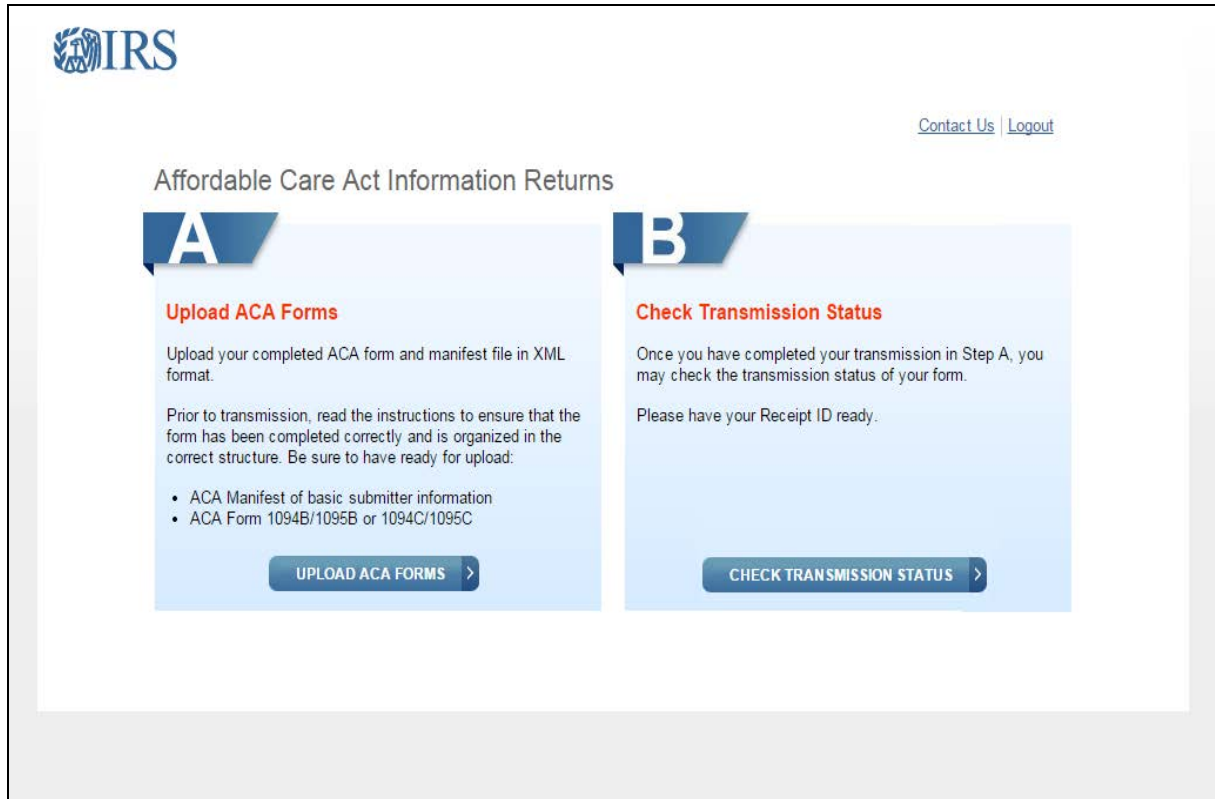 IRS
Contact Us | Logout
Affordable Care Act Information Returns
A
Upload ACA Forms
Upload your completed ACA form and manifest file in XML
format.
Prior to transmission, read the instructions to ensure that the
form has been completed correctly and is organized in the
correct structure. Be sure to have ready for upload:
• ACA Manifest of basic submitter information
• ACA Form 1094B/1095B or 1094C/1095C
UPLOAD ACA FORMS >
B
Check Transmission Status
Once you have completed your transmission in Step A, you
may check the transmission status of your form.
Please have your Receipt ID ready.
CHECK TRANSMISSION STATUS >